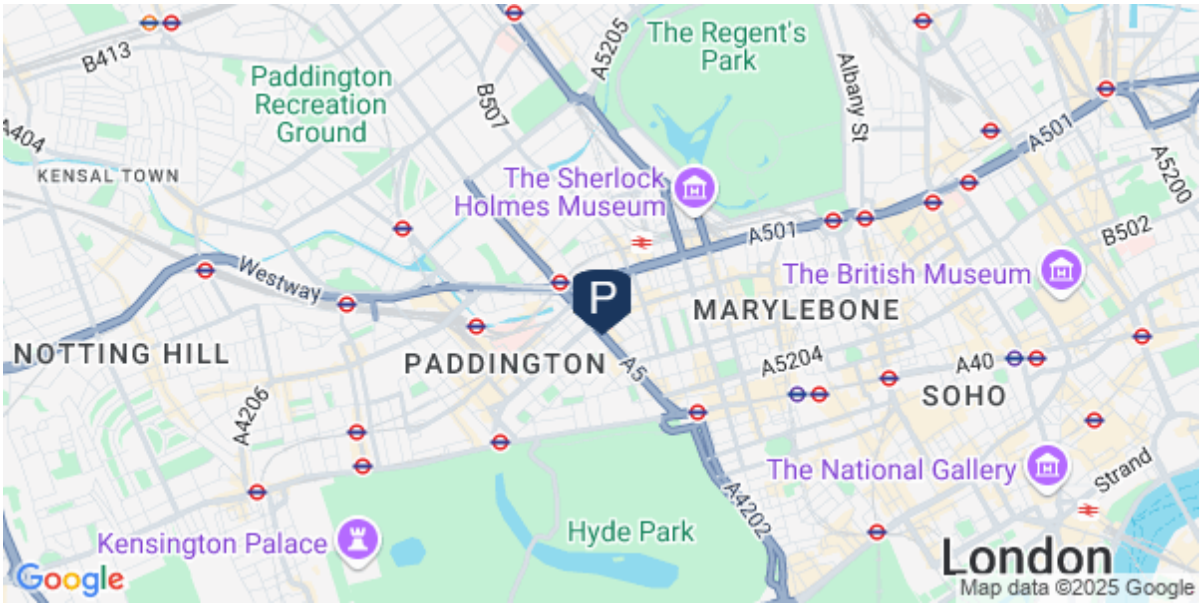 B413
A5205
The Regent's
Park
Albany St
Paddington
Recreation
Ground
B507
A404
A501
A5200
KENSAL TOWN
The Sherlock
Holmes Museum
A501
B502
Westway
The British Museum
P
MARYLEBONE
NOTTING HILL
PADDINGTON
A5
A5204
A40
SOHO
A4206
The National Gallery
Strand
A4202
Kensington Palace
Hyde Park
London
Google
Map data ©2025 Google